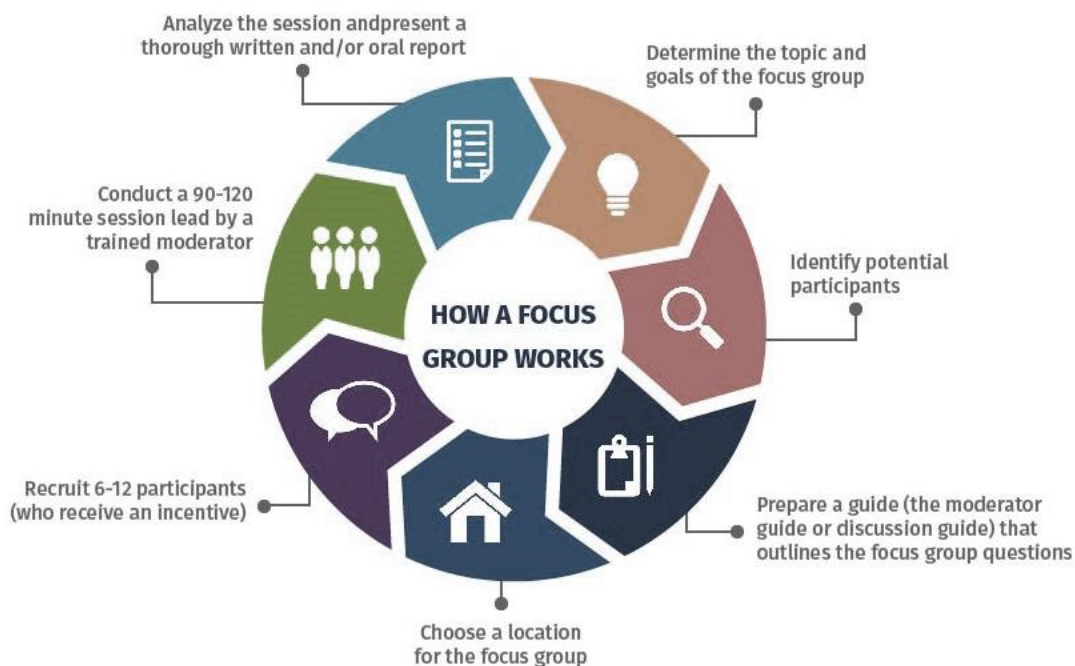 HOW A FOCUS
GROUP WORKS
Determine the topic and
goals of the focus group
Identify potential
participants
Prepare a guide (the moderator
guide or discussion guide) that
outlines the focus group questions
Choose a location
for the focus group
Recruit 6-12 participants
(who receive an incentive)
Conduct a 90-120
minute session lead by a
trained moderator
Analyze the session andpresent a
thorough written and/or oral report